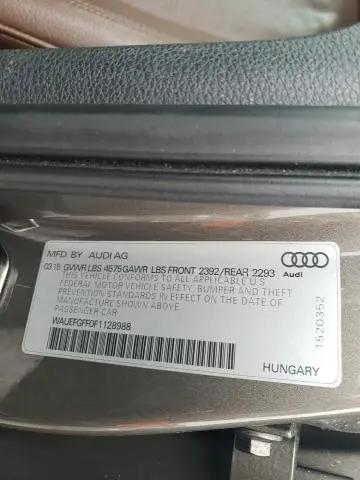 MFD. BY AUDI AG
03.15 GVWR LBS 4575 GAWR LBS FRONT 2392/REAR 2293
THIS VEHICLE CONFORMS TO ALL APPLICABLE U.S
FEDERAL MOTOR VEHICLE SAFETY, BUMPER AND THEFT
PREVENTION STANDARDS IN EFFECT ON THE DATE OF
MANUFACTURE SHOWN ABOVE
PASSENGER CAR
WAUEFGFF0F1128988
Audi
1520352
HUNGARY